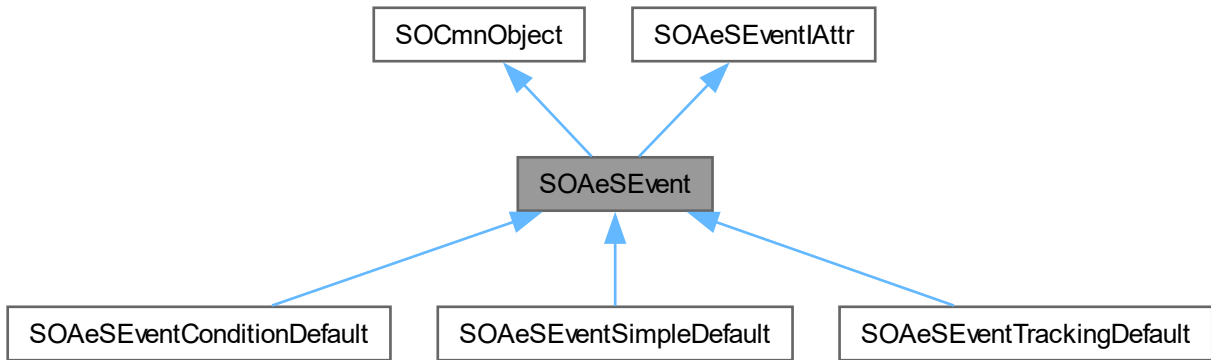 SOCmnObject
SOAeSEventIAttr
SOAeSEvent
SOAeSEventConditionDefault
SOAeSEventSimpleDefault
SOAeSEventTrackingDefault